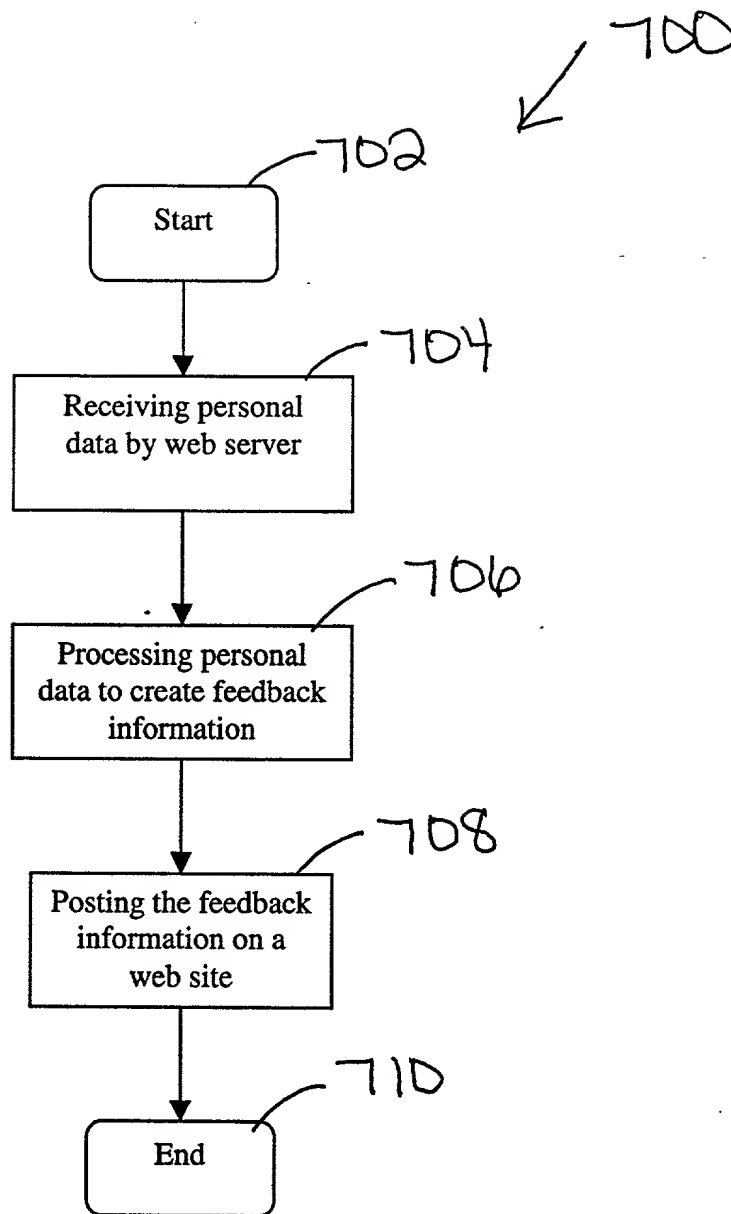 700
702
Start
704
Receiving personal
data by web server
706
Processing personal
data to create feedback
information
708
Posting the feedback
information on a
web site
710
End